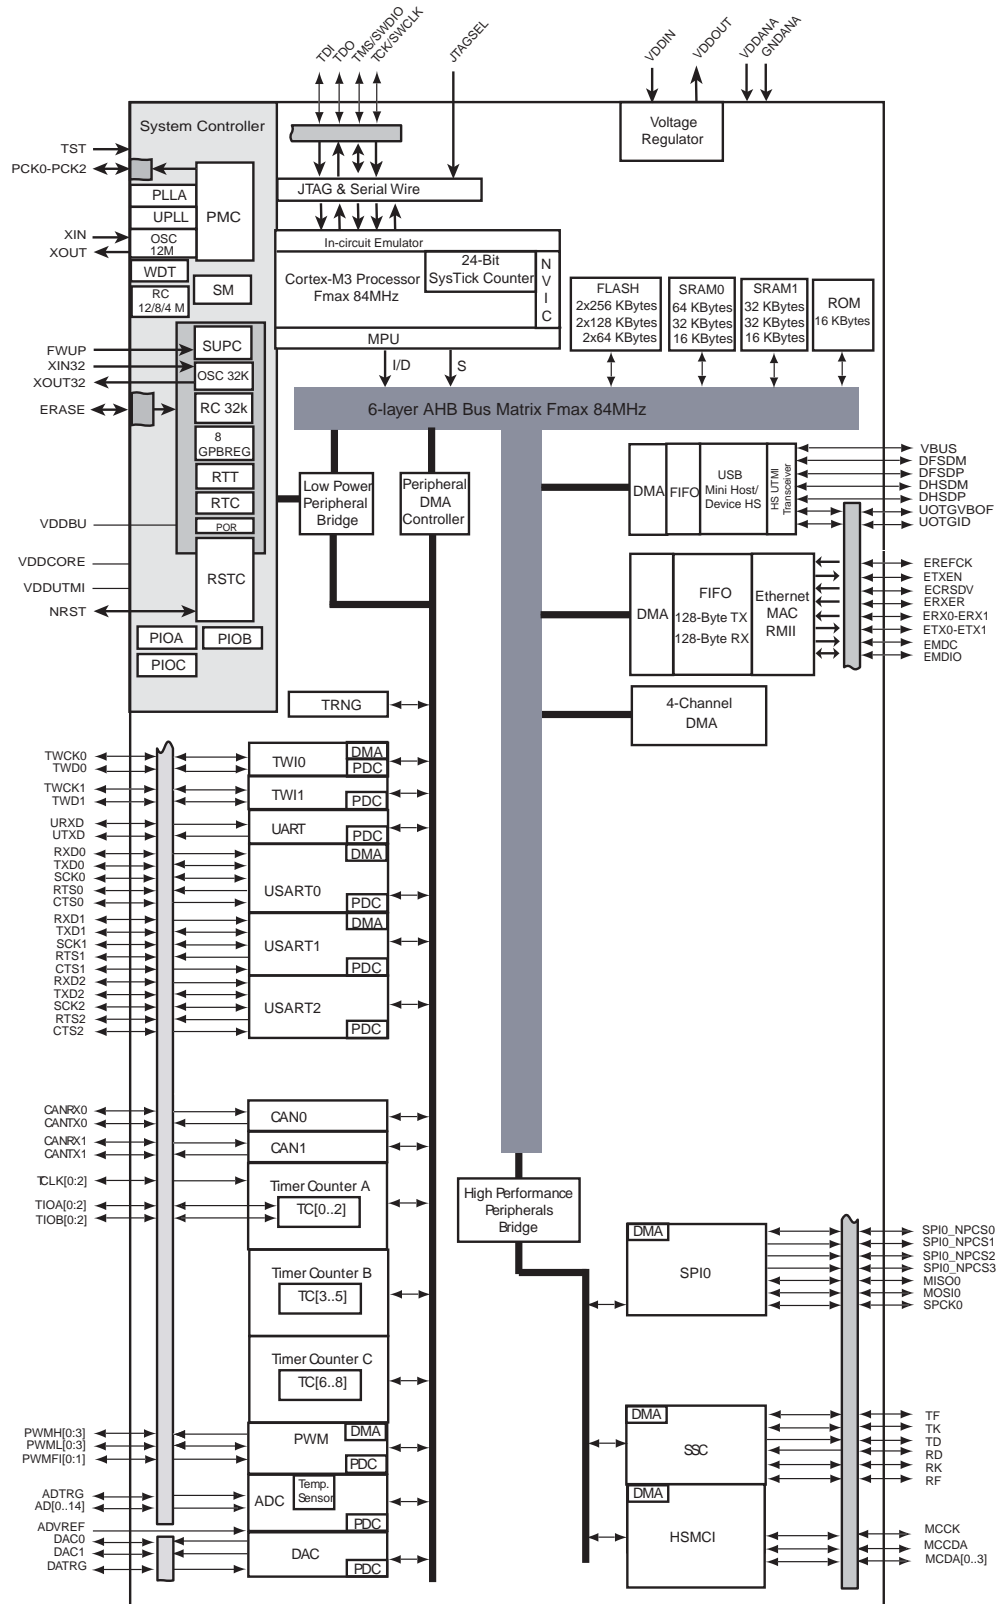 TDI
TDO
TMS/SWDIO
TCK/SWCLK
JTAGSEL
VDDIN
VDDOUT
VDDANA
GNDANA
System Controller
Voltage
Regulator
TST
PCK0-PCK2
PLLA
UPLL
PMC
JTAG & Serial Wire
XIN
XOUT
OSC
12M
WDT
RC
12/8/4 M
SM
In-circuit Emulator
Cortex-M3 Processor
Fmax 84MHz
24-Bit
SysTick Counter
N
V
I
C
MPU
FLASH
2x256 KBytes
2x128 KBytes
2x64 KBytes
SRAM0
64 KBytes
32 KBytes
16 KBytes
SRAM1
32 KBytes
32 KBytes
16 KBytes
ROM
16 KBytes
I/D
S
FWUP
XIN32
XOUT32
ERASE
SUPC
OSC 32K
RC 32k
8
GPBREG
RTT
RTC
POR
RSTC
VDDBU
VDDCORE
VDDUTMI
NRST
PIOA
PIOB
PIOC
6-layer AHB Bus Matrix Fmax 84MHz
Low Power
Peripheral
Bridge
Peripheral
DMA
Controller
DMA
FIFO
USB
Mini Host/
Device HS
HS UTMI
Transceiver
VBUS
DFSDM
DFSDP
DHSDM
DHSDP
UOTGVBOF
UOTGID
DMA
FIFO
128-Byte TX
128-Byte RX
Ethernet
MAC
RMII
EREFCK
ETXEN
ECRSDV
ERXER
ERX0-ERX1
ETX0-ETX1
EMDC
EMDIO
4-Channel
DMA
TRNG
TWCK0
TWD0
TWI0
DMA
PDC
TWCK1
TWD1
TWI1
PDC
URXD
UTXD
UART
PDC
RXD0
TXD0
SCK0
RTS0
CTS0
USART0
DMA
PDC
RXD1
TXD1
SCK1
RTS1
CTS1
USART1
DMA
PDC
RXD2
TXD2
SCK2
RTS2
CTS2
USART2
PDC
CANRX0
CANTX0
CAN0
CANRX1
CANTX1
CAN1
TCLK[0:2]
TIOA[0:2]
TIOB[0:2]
Timer Counter A
TC[0..2]
Timer Counter B
TC[3..5]
Timer Counter C
TC[6..8]
High Performance
Peripherals
Bridge
DMA
SPI0
SPI0_NPCS0
SPI0_NPCS1
SPI0_NPCS2
SPI0_NPCS3
MISO0
MOSI0
SPCK0
PWMH[0:3]
PWML[0:3]
PWMFI[0:1]
PWM
DMA
PDC
DMA
SSC
TF
TK
TD
RD
RK
RF
ADTRG
AD[0..14]
ADVREF
ADC
Temp.
Sensor
PDC
DAC0
DAC1
DATRG
DAC
PDC
DMA
HSMCI
MCCK
MCCDA
MCDA[0..3]